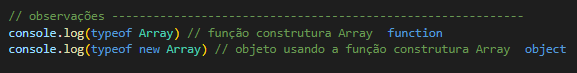 // observações ------------------------------------------------------------
console.log(typeof Array) // função construtura Array  function
console.log(typeof new Array) // objeto usando a função construtura Array  object